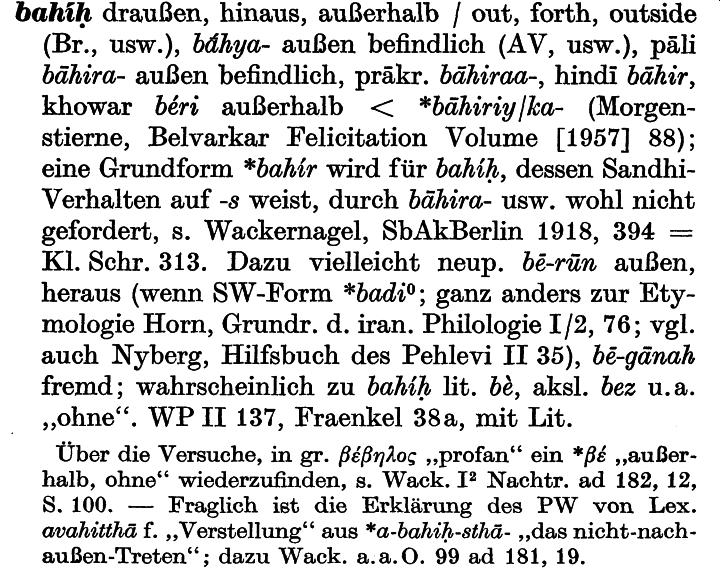 bahíḥ draußen, hinaus, außerhalb / out, forth, outside
(Br., usw.), bā́hya- außen befindlich (AV, usw.), pāli
bāhira- außen befindlich, prākr. bāhiraa-, hindī bāhir,
khowar béri außerhalb < *bāhiriy/ka- (Morgen-
stierne, Belvarkar Felicitation Volume [1957] 88);
eine Grundform *bahír wird für bahíḥ, dessen Sandhi-
Verhalten auf -s weist, durch bāhira- usw. wohl nicht
gefordert, s. Wackernagel, SbAkBerlin 1918, 394 =
Kl. Schr. 313. Dazu vielleicht neup. bē-rūn außen,
heraus (wenn SW-Form *badi⁰; ganz anders zur Ety-
mologie Horn, Grundr. d. iran. Philologie I/2, 76; vgl.
auch Nyberg, Hilfsbuch des Pehlevi II 35), bē-gānah
fremd; wahrscheinlich zu bahíḥ lit. bè, aksl. bez u. a.
„ohne“. WP II 137, Fraenkel 38a, mit Lit.
Über die Versuche, in gr. βέβηλος „profan“ ein *βέ „außer-
halb, ohne“ wiederzufinden, s. Wack. I² Nachtr. ad 182, 12,
S. 100. — Fraglich ist die Erklärung des PW von Lex.
avahitthā f. „Verstellung“ aus *a-bahiḥ-sthā- „das nicht-nach-
außen-Treten“; dazu Wack. a. a. O. 99 ad 181, 19.